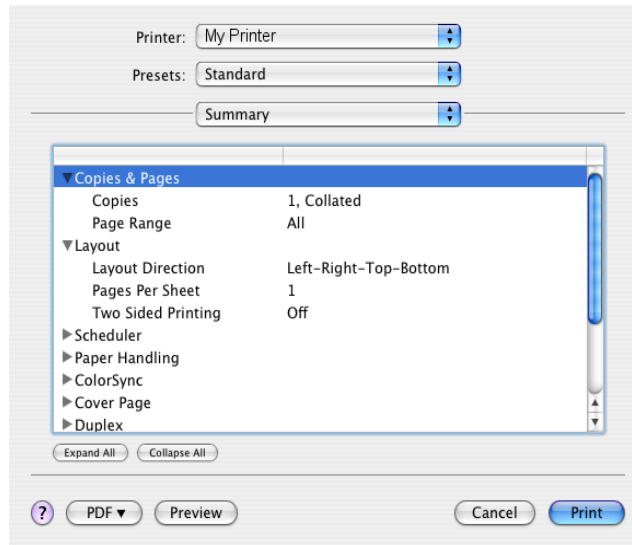 Printer: My Printer
Presets: Standard
Summary
Copies & Pages
Copies 1, Collated
Page Range All
Layout
Layout Direction Left-Right-Top-Bottom
Pages Per Sheet 1
Two Sided Printing Off
Scheduler
Paper Handling
ColorSync
Cover Page
Duplex
Expand All Collapse All
? PDF Preview Cancel Print